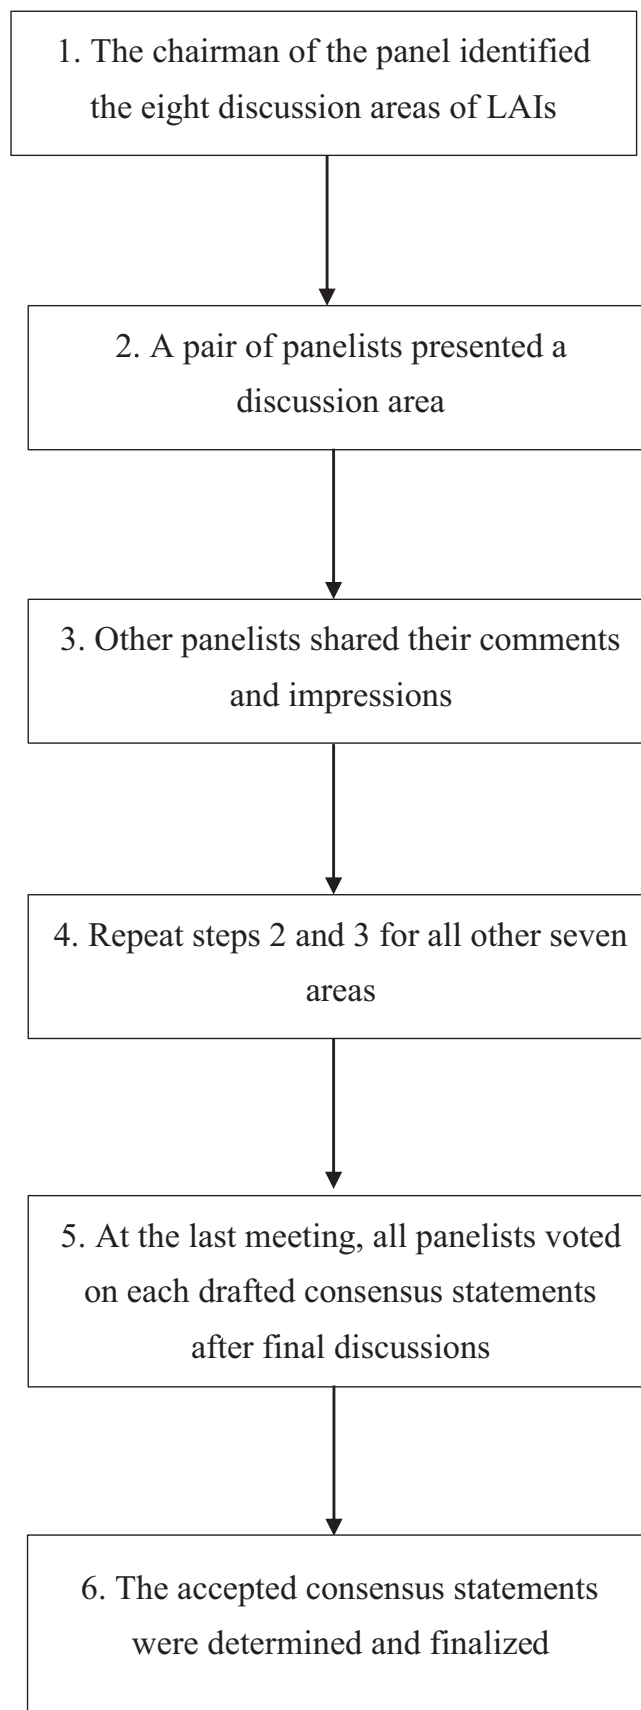 1. The chairman of the panel identified
the eight discussion areas of LAIs
2. A pair of panelists presented a
discussion area
3. Other panelists shared their comments
and impressions
4. Repeat steps 2 and 3 for all other seven
areas
5. At the last meeting, all panelists voted
on each drafted consensus statements
after final discussions
6. The accepted consensus statements
were determined and finalized